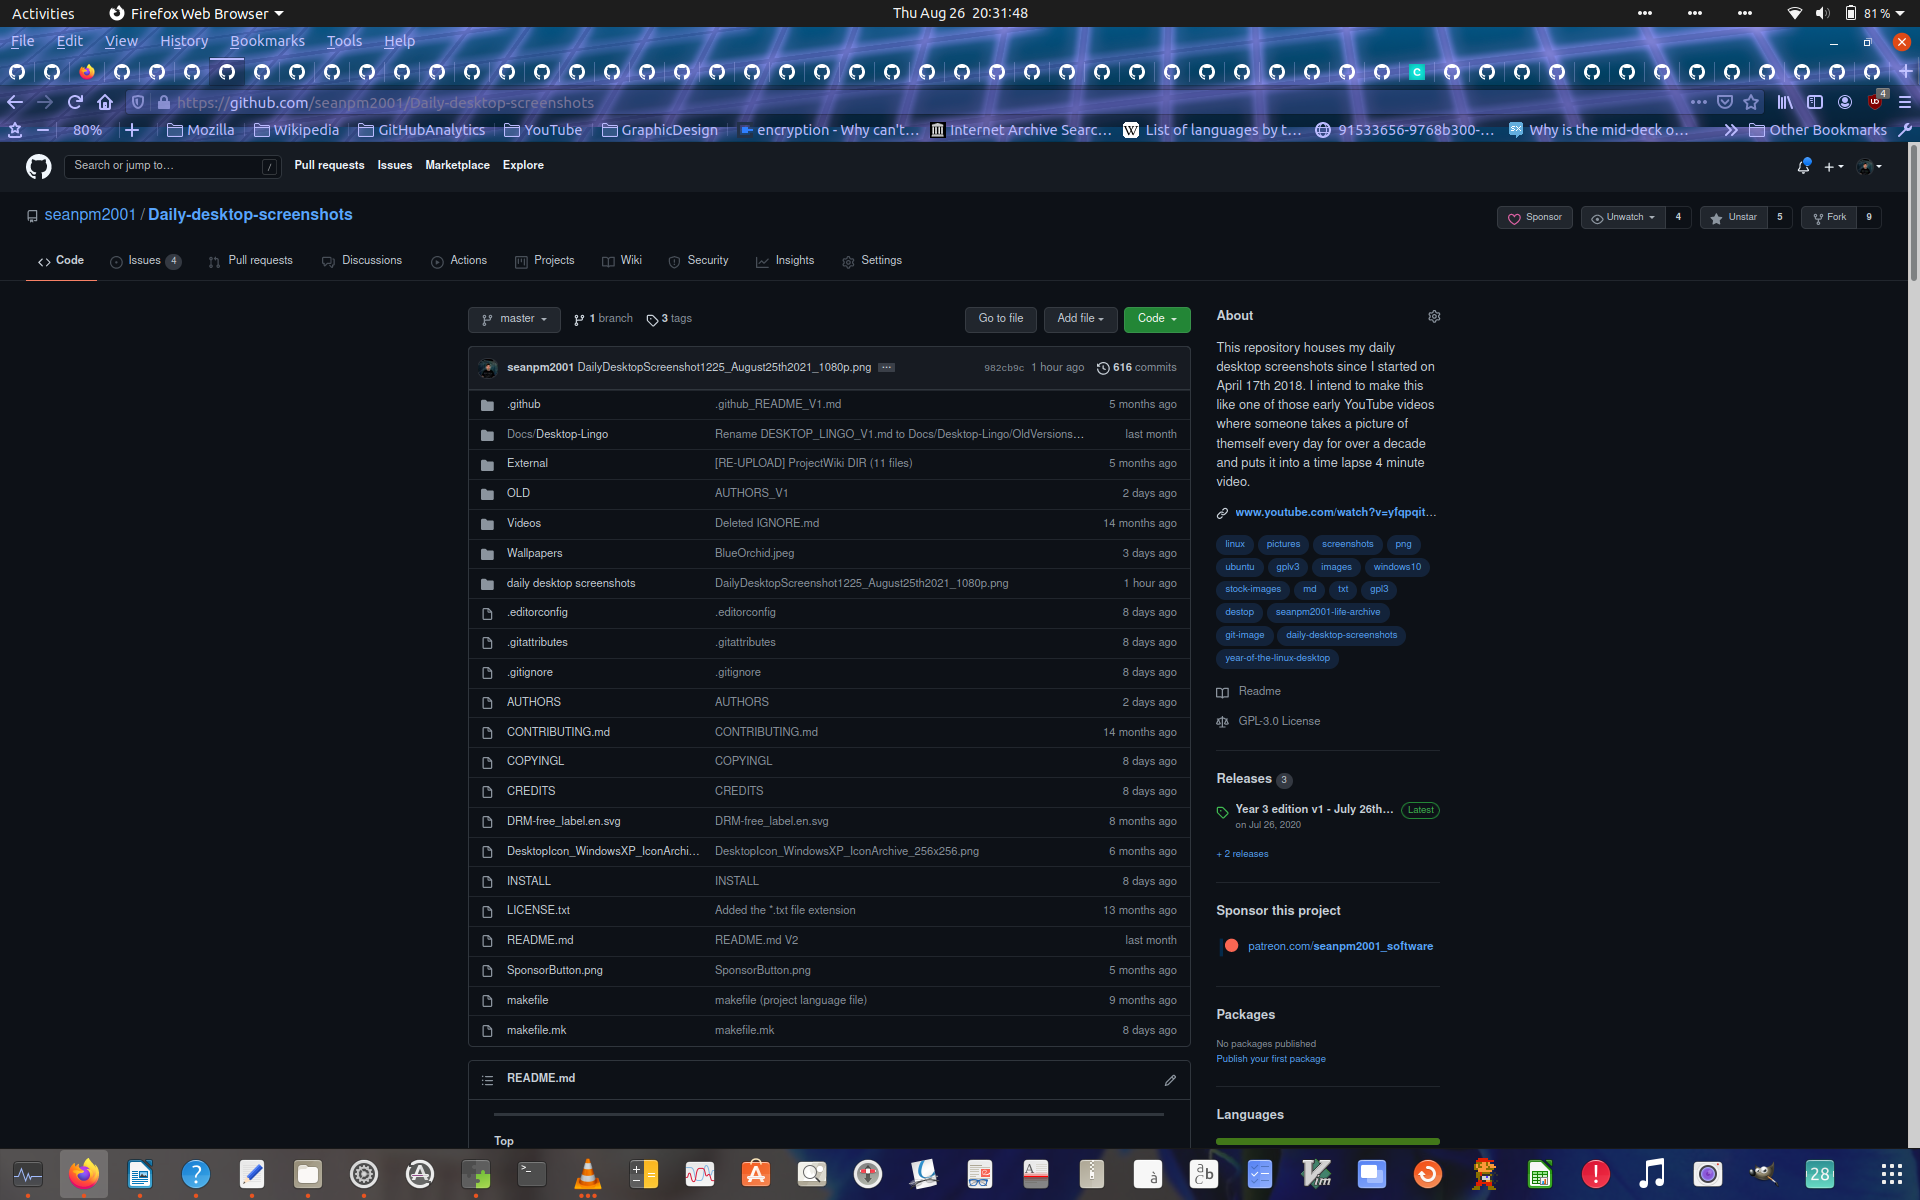 Activities Firefox Web Browser Thu Aug 26 20:31:48 81 %
File Edit View History Bookmarks Tools Help
https://github.com/seanpm2001/Daily-desktop-screenshots 4
80% Mozilla Wikipedia GitHubAnalytics YouTube GraphicDesign encryption - Why can't... Internet Archive Searc... List of languages by t... 91533656-9768b300-... Why is the mid-deck o... Other Bookmarks
Search or jump to... / Pull requests Issues Marketplace Explore
seanpm2001 / Daily-desktop-screenshots Sponsor Unwatch 4 Unstar 5 Fork 9
Code Issues 4 Pull requests Discussions Actions Projects Wiki Security Insights Settings
master 1 branch 3 tags Go to file Add file Code
seanpm2001 DailyDesktopScreenshot1225_August25th2021_1080p.png ... 982cb9c 1 hour ago 616 commits
.github .github_README_V1.md 5 months ago
Docs/Desktop-Lingo Rename DESKTOP_LINGO_V1.md to Docs/Desktop-Lingo/OldVersions... last month
External [RE-UPLOAD] ProjectWiki DIR (11 files) 5 months ago
OLD AUTHORS_V1 2 days ago
Videos Deleted IGNORE.md 14 months ago
Wallpapers BlueOrchid.jpeg 3 days ago
daily desktop screenshots DailyDesktopScreenshot1225_August25th2021_1080p.png 1 hour ago
.editorconfig .editorconfig 8 days ago
.gitattributes .gitattributes 8 days ago
.gitignore .gitignore 8 days ago
AUTHORS AUTHORS 2 days ago
CONTRIBUTING.md CONTRIBUTING.md 14 months ago
COPYINGL COPYINGL 8 days ago
CREDITS CREDITS 8 days ago
DRM-free_label.en.svg DRM-free_label.en.svg 8 months ago
DesktopIcon_WindowsXP_IconArchi... DesktopIcon_WindowsXP_IconArchive_256x256.png 6 months ago
INSTALL INSTALL 8 days ago
LICENSE.txt Added the *.txt file extension 13 months ago
README.md README.md V2 last month
SponsorButton.png SponsorButton.png 5 months ago
makefile makefile (project language file) 9 months ago
makefile.mk makefile.mk 8 days ago
README.md
Top
About
This repository houses my daily
desktop screenshots since I started on
April 17th 2018. I intend to make this
like one of those early YouTube videos
where someone takes a picture of
themself every day for over a decade
and puts it into a time lapse 4 minute
video.
www.youtube.com/watch?v=yfqpqit...
linux pictures screenshots png
ubuntu gplv3 images windows10
stock-images md txt gpl3
destop seanpm2001-life-archive
git-image daily-desktop-screenshots
year-of-the-linux-desktop
Readme
GPL-3.0 License
Releases 3
Year 3 edition v1 - July 26th... Latest
on Jul 26, 2020
+ 2 releases
Sponsor this project
patreon.com/seanpm2001_software
Packages
No packages published
Publish your first package
Languages
28